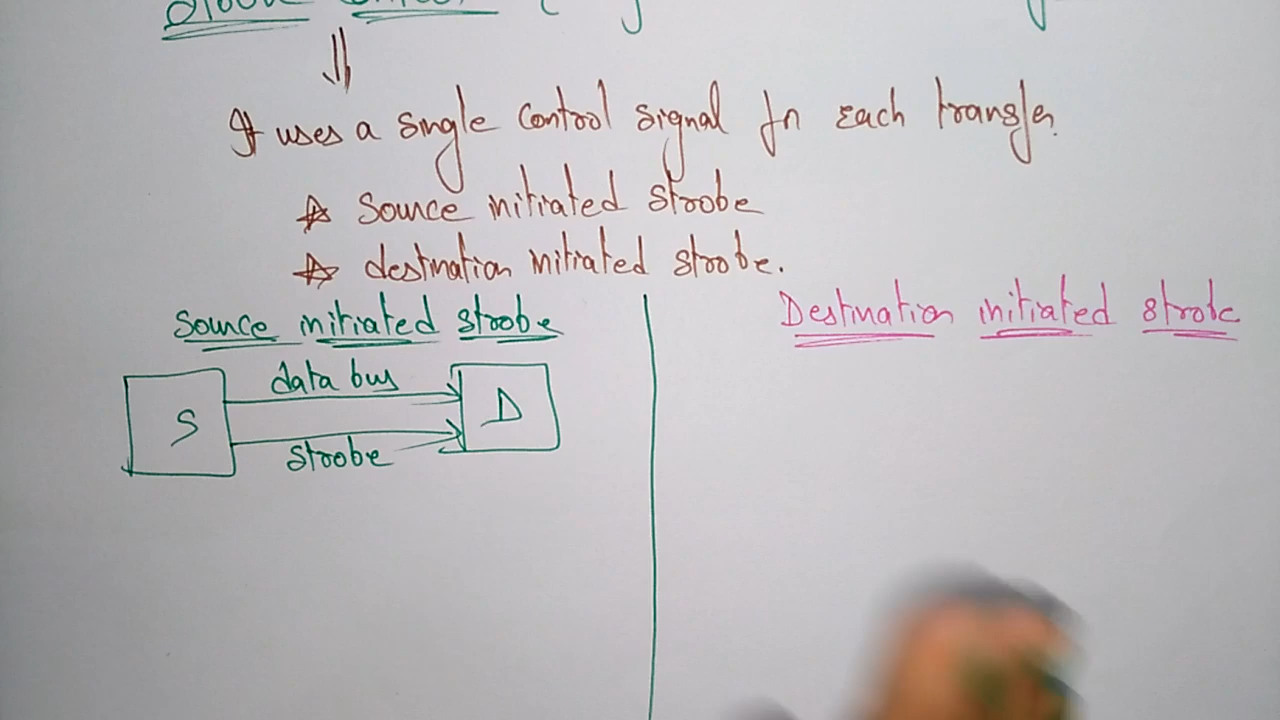 It uses a single control signal for each transfer.
☆ Source initiated strobe
☆ destination initiated strobe.
Source initiated strobe
Destination initiated strobe
data bus
S
D
strobe